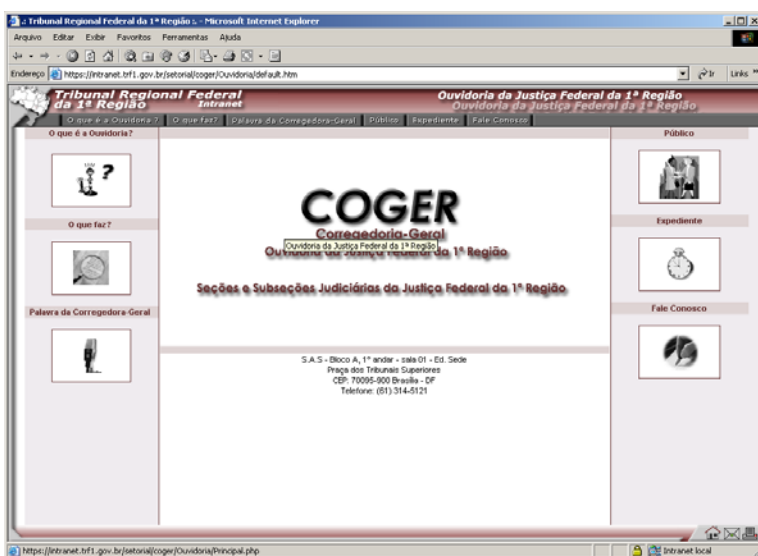 .: Tribunal Regional Federal da 1ª Região :. - Microsoft Internet Explorer
Arquivo Editar Exibir Favoritos Ferramentas Ajuda
Endereço https://intranet.trf1.gov.br/setorial/coger/Ouvidoria/default.htm Ir Links »
Tribunal Regional Federal
da 1ª Região Intranet
Ouvidoria da Justiça Federal da 1ª Região
Ouvidoria da Justiça Federal da 1ª Região
O que é a Ouvidoria ? O que faz? Palavra da Corregedora-Geral Público Expediente Fale Conosco
O que é a Ouvidoria?
O que faz?
Palavra da Corregedora-Geral
COGER
Corregedoria-Geral
Ouvidoria da Justiça Federal da 1ª Região
Ouvidoria da Justiça Federal da 1ª Região
Seções e Subseções Judiciárias da Justiça Federal da 1ª Região
S.A.S - Bloco A, 1º andar - sala 01 - Ed. Sede
Praça dos Tribunais Superiores
CEP: 70095-900 Brasília - DF
Telefone: (61) 314-5121
Público
Expediente
Fale Conosco
https://intranet.trf1.gov.br/setorial/coger/Ouvidoria/Principal.php Intranet local